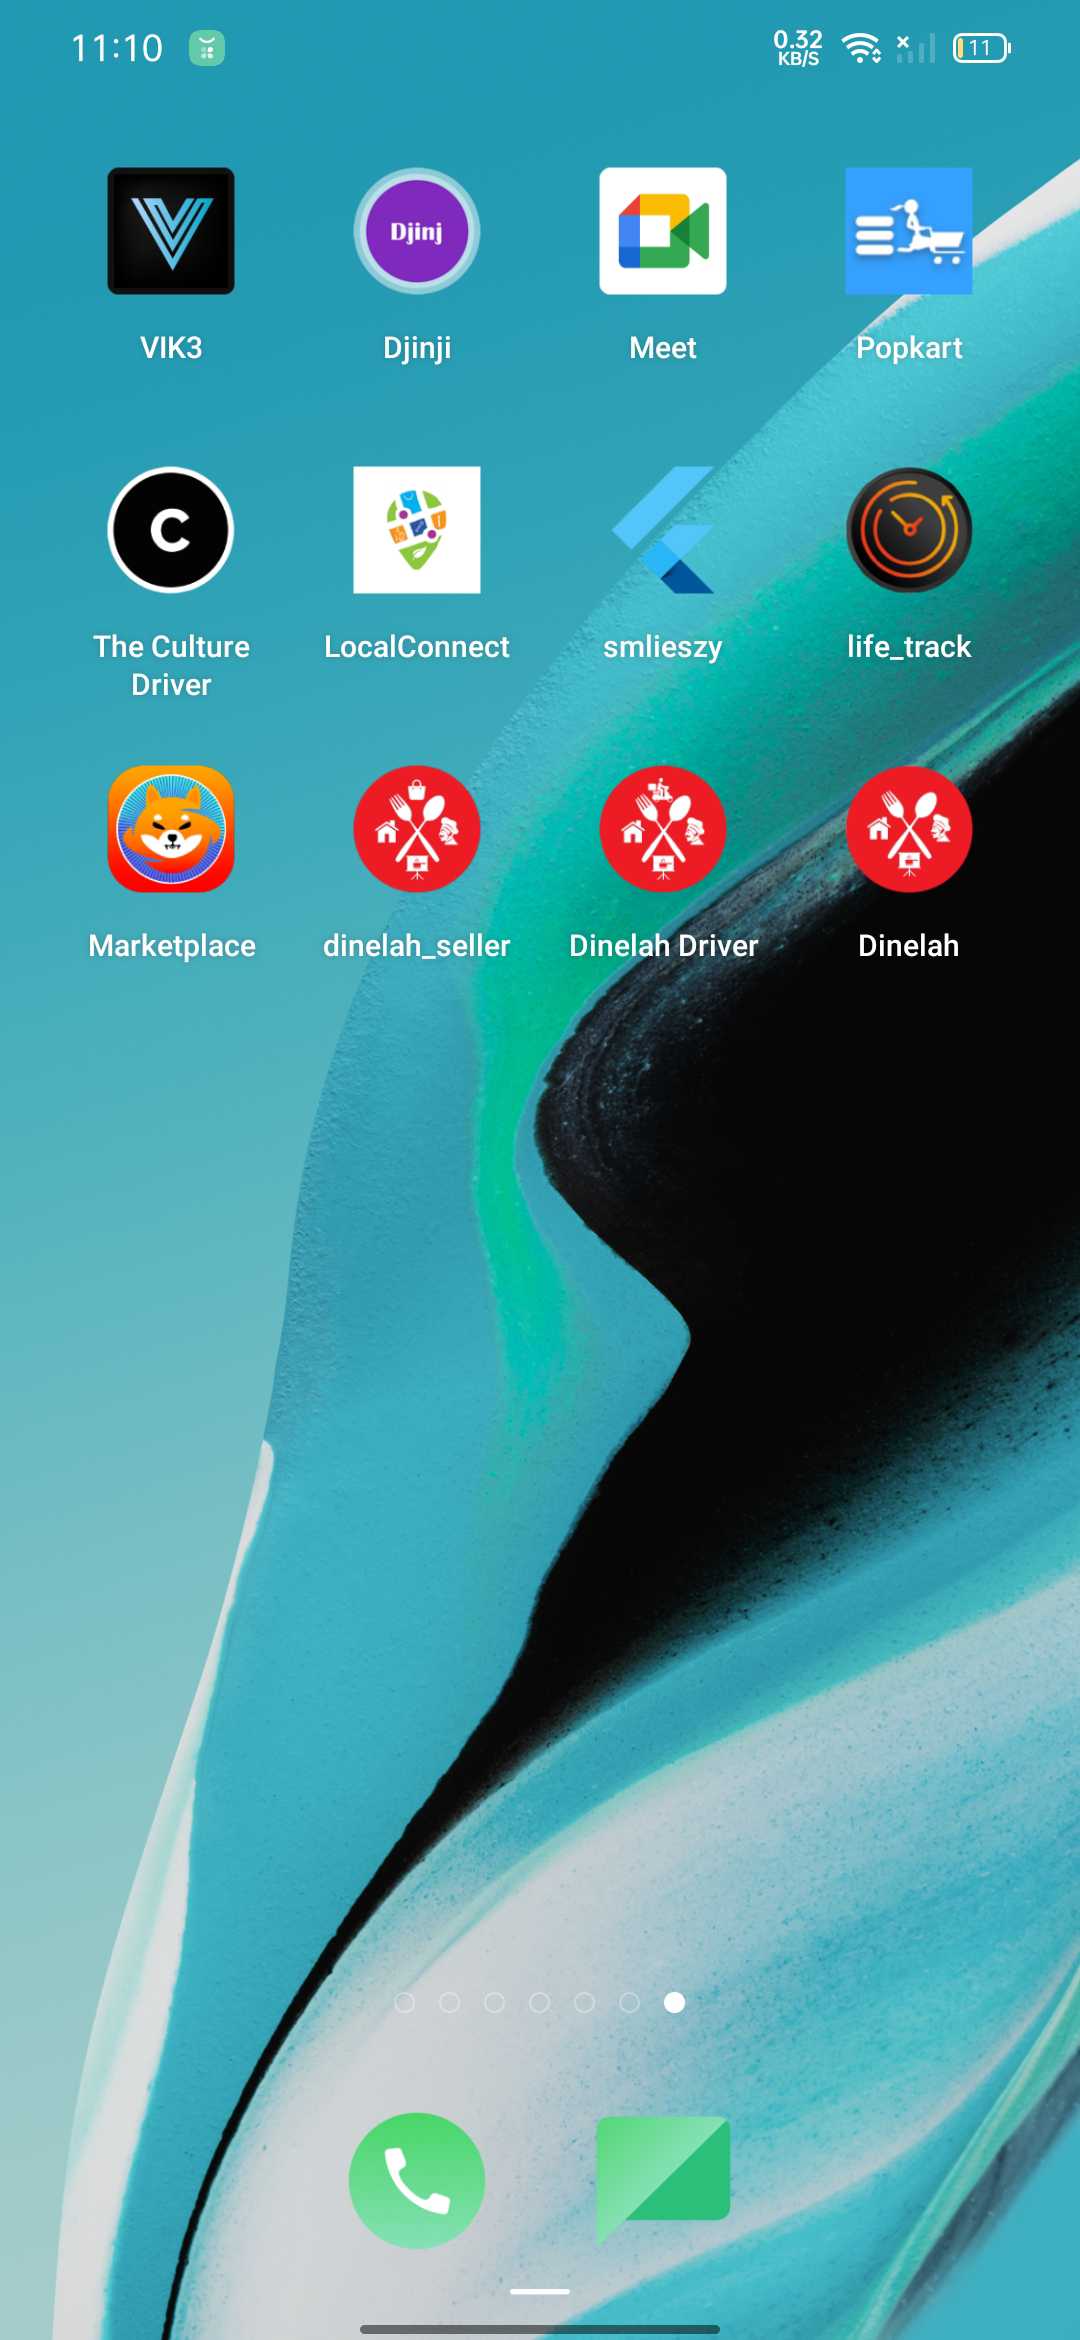 11:10
0.32
KB/S
11
Djinj
VIK3
Djinji
Meet
Popkart
C
The Culture
Driver
LocalConnect
smlieszy
life_track
Marketplace
dinelah_seller
Dinelah Driver
Dinelah